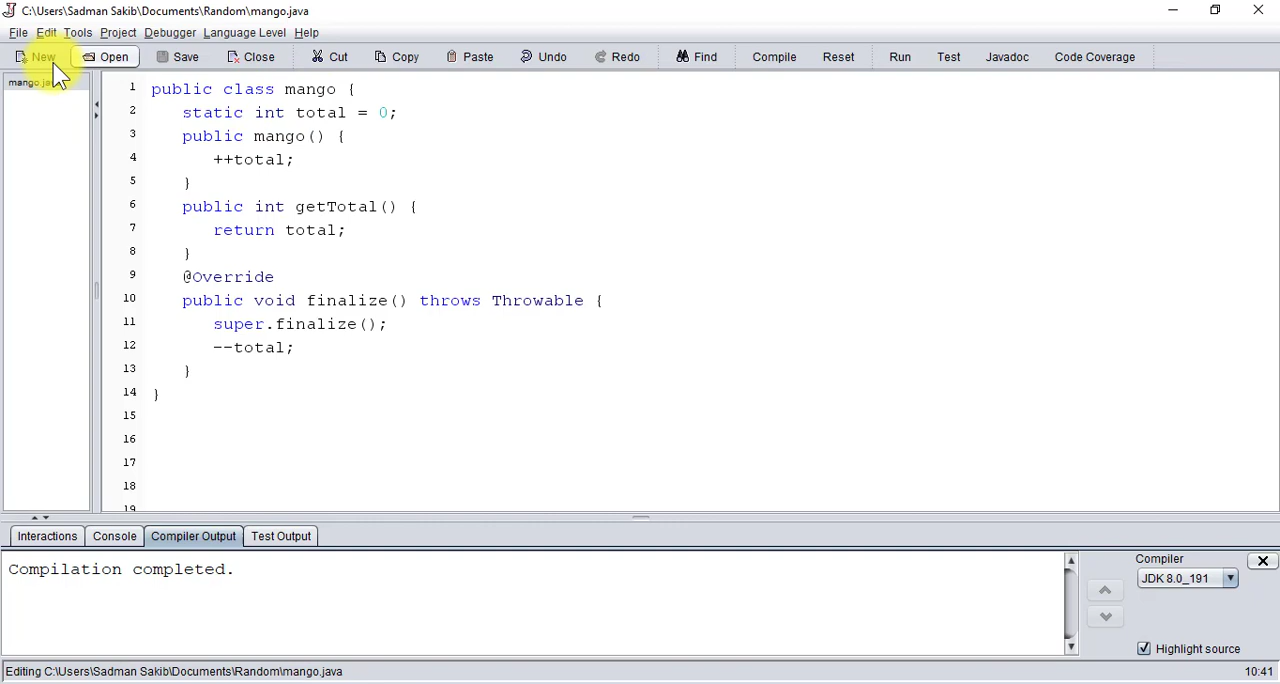 C:\Users\Sadman Sakib\Documents\Random\mango.java
File Edit Tools Project Debugger Language Level Help
New Open Save Close Cut Copy Paste Undo Redo Find Compile Reset Run Test Javadoc Code Coverage
1 public class mango {
2 static int total = 0;
3 public mango() {
4 ++total;
5 }
6 public int getTotal() {
7 return total;
8 }
9 @Override
10 public void finalize() throws Throwable {
11 super.finalize();
12 --total;
13 }
14 }
15
16
17
18
19
Interactions Console Compiler Output Test Output
Compilation completed.
Compiler
JDK 8.0_191
Highlight source
Editing C:\Users\Sadman Sakib\Documents\Random\mango.java 10:41